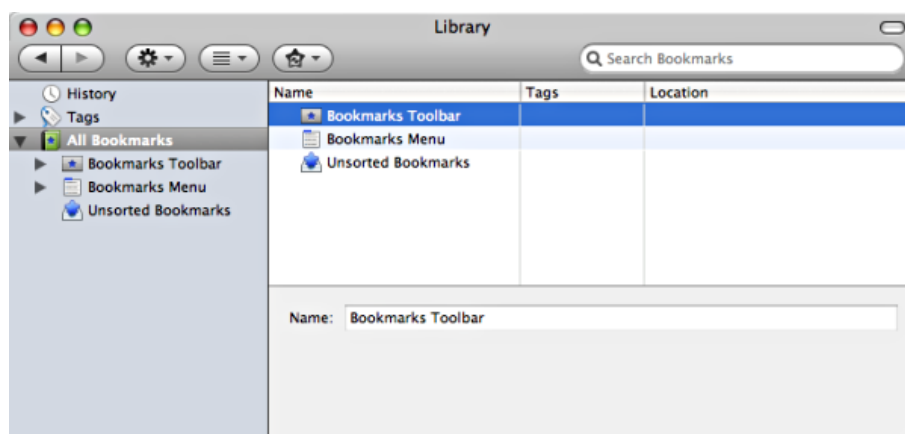 Library
Search Bookmarks
History
Tags
All Bookmarks
Bookmarks Toolbar
Bookmarks Menu
Unsorted Bookmarks
Name Tags Location
Bookmarks Toolbar
Bookmarks Menu
Unsorted Bookmarks
Name: Bookmarks Toolbar